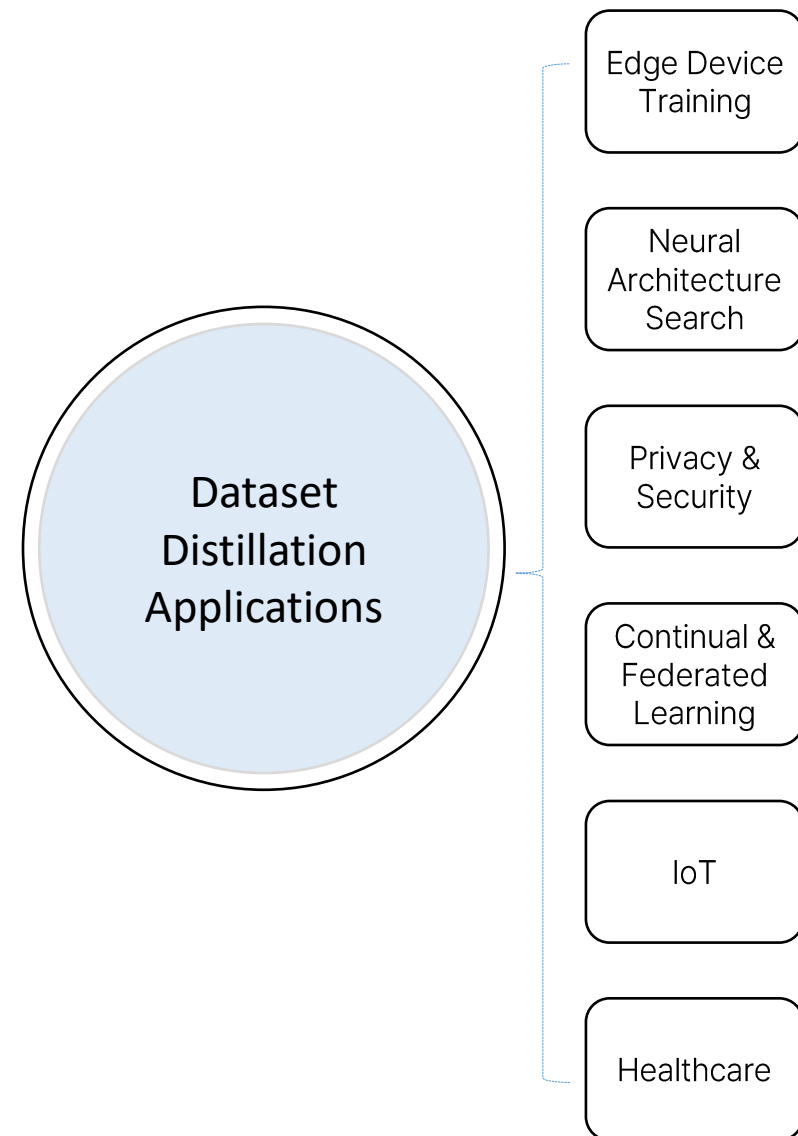 Dataset
Distillation
Applications
Edge Device
Training
Neural
Architecture
Search
Privacy &
Security
Continual &
Federated
Learning
IoT
Healthcare